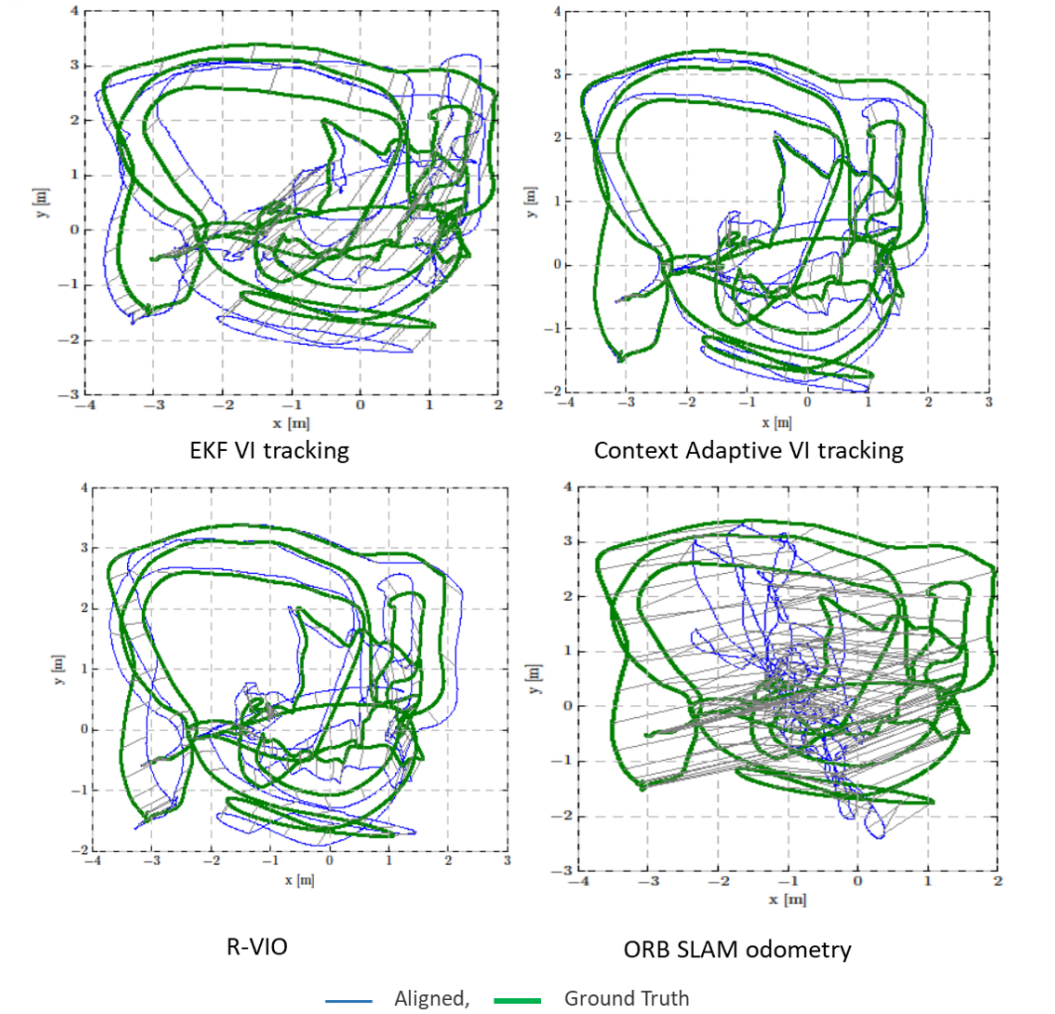 4
3
2
1
0
−1
−2
−3
−4 −3 −2 −1 0 1 2
y [m]
x [m]
EKF VI tracking
4
3
2
1
0
−1
−2
−4 −3 −2 −1 0 1 2 3
y [m]
x [m]
Context Adaptive VI tracking
4
3
2
1
0
−1
−2
−4 −3 −2 −1 0 1 2 3
y [m]
x [m]
R-VIO
4
3
2
1
0
−1
−2
−3
−4 −3 −2 −1 0 1 2
y [m]
x [m]
ORB SLAM odometry
Aligned, Ground Truth